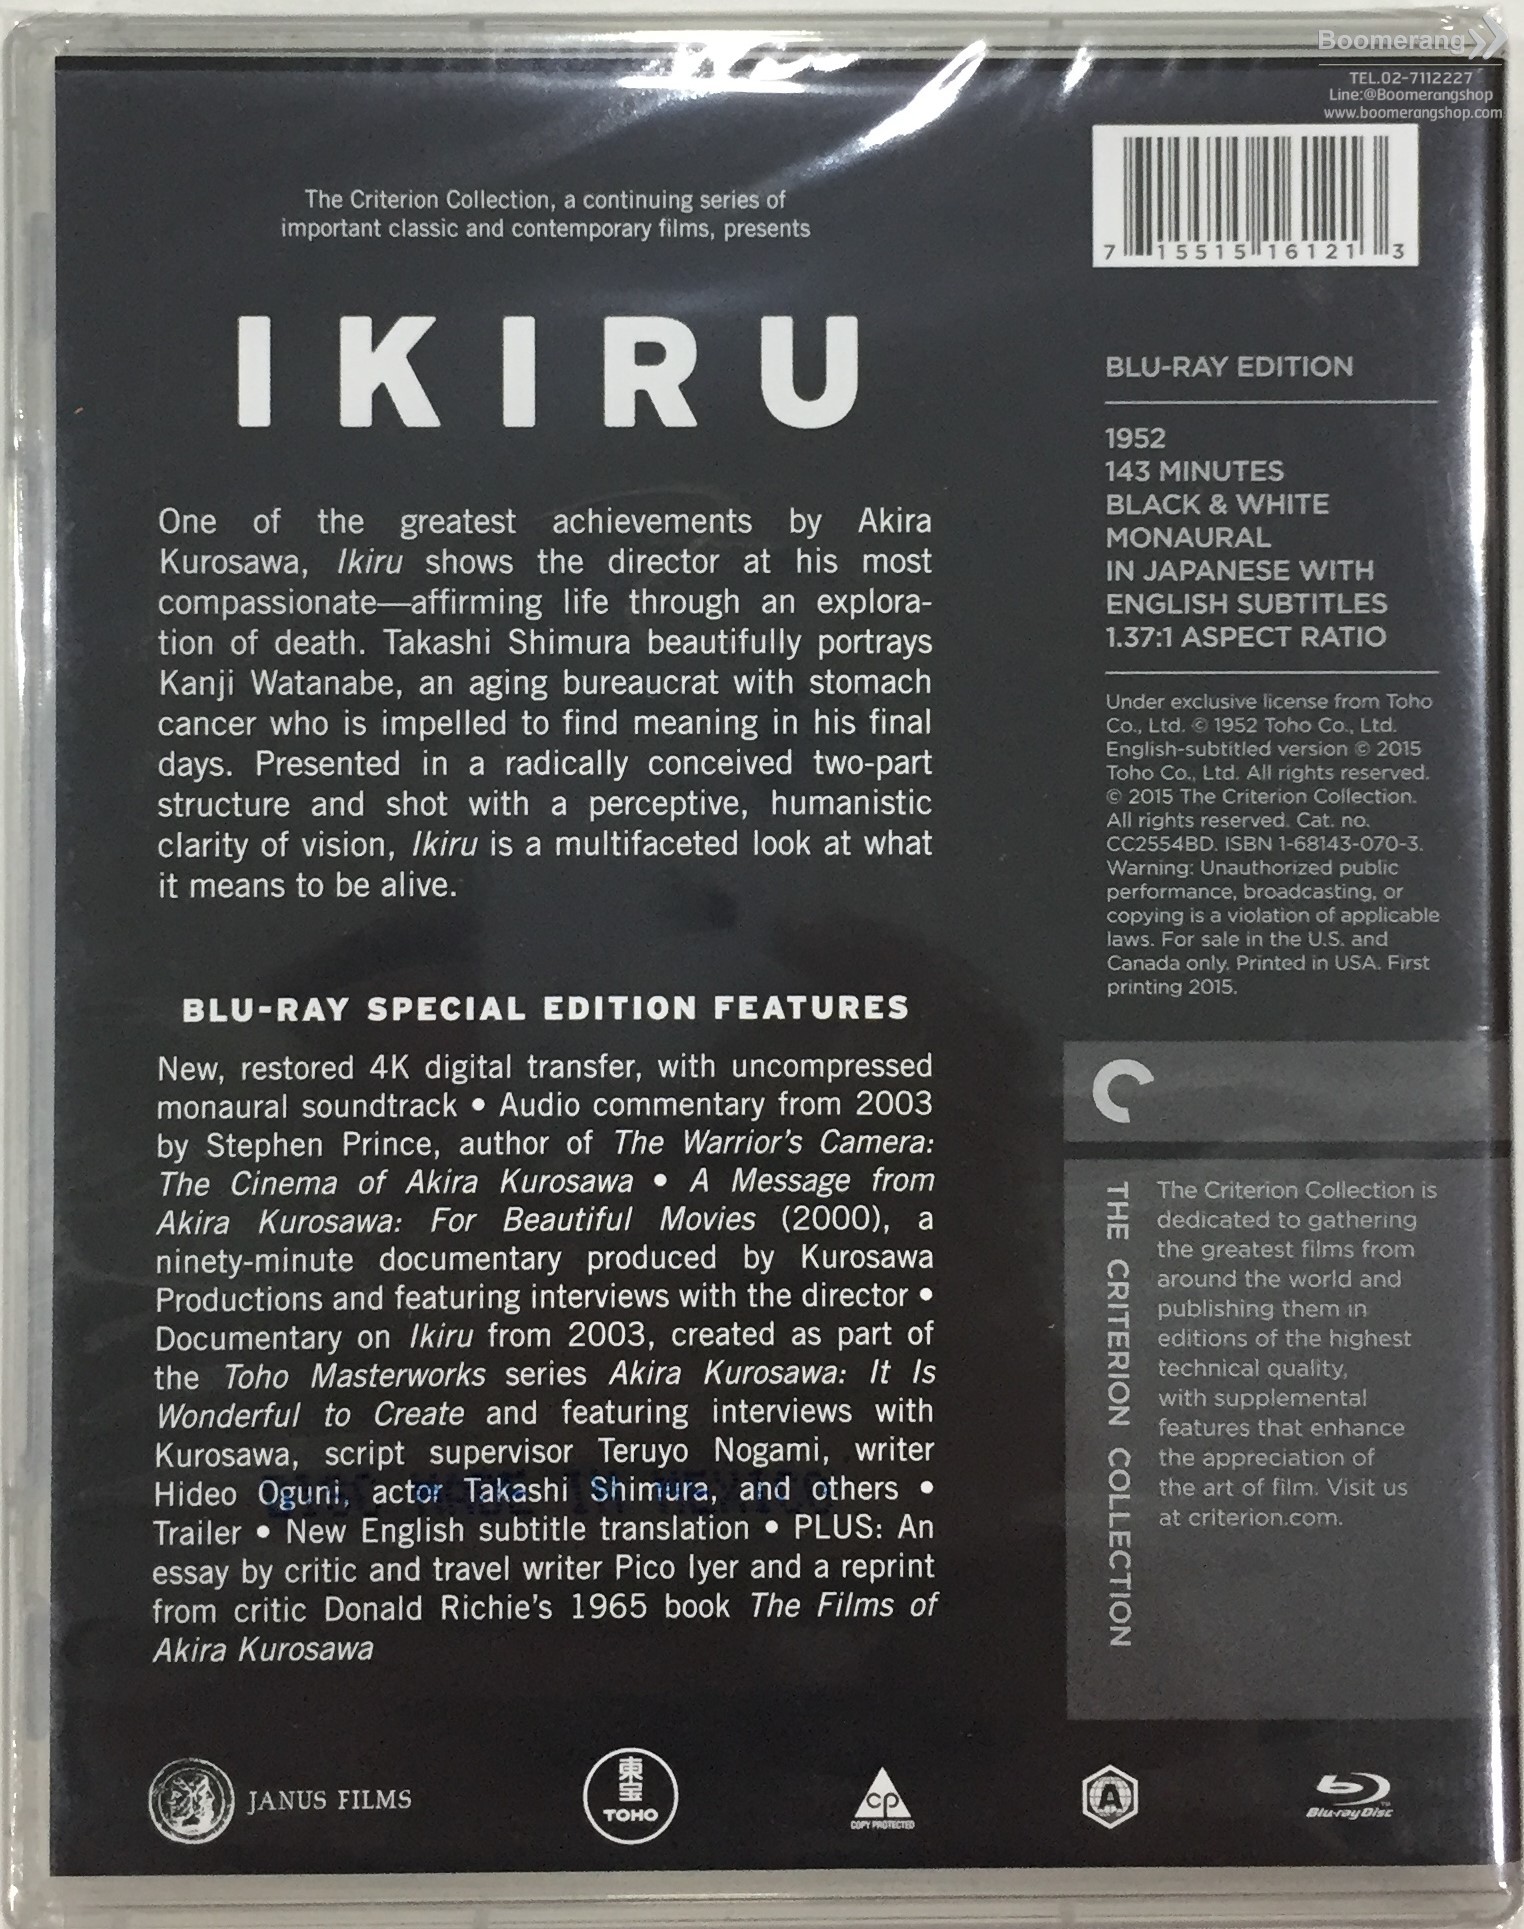 Boomerang
TEL.02-7112227
Line:@Boomerangshop
www.boomerangshop.com
The Criterion Collection, a continuing series of
important classic and contemporary films, presents
IKIRU
One of the greatest achievements by Akira
Kurosawa, Ikiru shows the director at his most
compassionate—affirming life through an explora-
tion of death. Takashi Shimura beautifully portrays
Kanji Watanabe, an aging bureaucrat with stomach
cancer who is impelled to find meaning in his final
days. Presented in a radically conceived two-part
structure and shot with a perceptive, humanistic
clarity of vision, Ikiru is a multifaceted look at what
it means to be alive.
BLU-RAY SPECIAL EDITION FEATURES
New, restored 4K digital transfer, with uncompressed
monaural soundtrack • Audio commentary from 2003
by Stephen Prince, author of The Warrior's Camera:
The Cinema of Akira Kurosawa • A Message from
Akira Kurosawa: For Beautiful Movies (2000), a
ninety-minute documentary produced by Kurosawa
Productions and featuring interviews with the director •
Documentary on Ikiru from 2003, created as part of
the Toho Masterworks series Akira Kurosawa: It Is
Wonderful to Create and featuring interviews with
Kurosawa, script supervisor Teruyo Nogami, writer
Hideo Oguni, actor Takashi Shimura, and others •
Trailer • New English subtitle translation • PLUS: An
essay by critic and travel writer Pico Iyer and a reprint
from critic Donald Richie's 1965 book The Films of
Akira Kurosawa
7 15515 16121 3
BLU-RAY EDITION
1952
143 MINUTES
BLACK & WHITE
MONAURAL
IN JAPANESE WITH
ENGLISH SUBTITLES
1.37:1 ASPECT RATIO
Under exclusive license from Toho
Co., Ltd. © 1952 Toho Co., Ltd.
English-subtitled version © 2015
Toho Co., Ltd. All rights reserved.
© 2015 The Criterion Collection.
All rights reserved. Cat. no.
CC2554BD. ISBN 1-68143-070-3.
Warning: Unauthorized public
performance, broadcasting, or
copying is a violation of applicable
laws. For sale in the U.S. and
Canada only. Printed in USA. First
printing 2015.
THE CRITERION COLLECTION
The Criterion Collection is
dedicated to gathering
the greatest films from
around the world and
publishing them in
editions of the highest
technical quality,
with supplemental
features that enhance
the appreciation of
the art of film. Visit us
at criterion.com.
JANUS FILMS
東宝
TOHO
cp
COPY PROTECTED
A
Blu-ray Disc